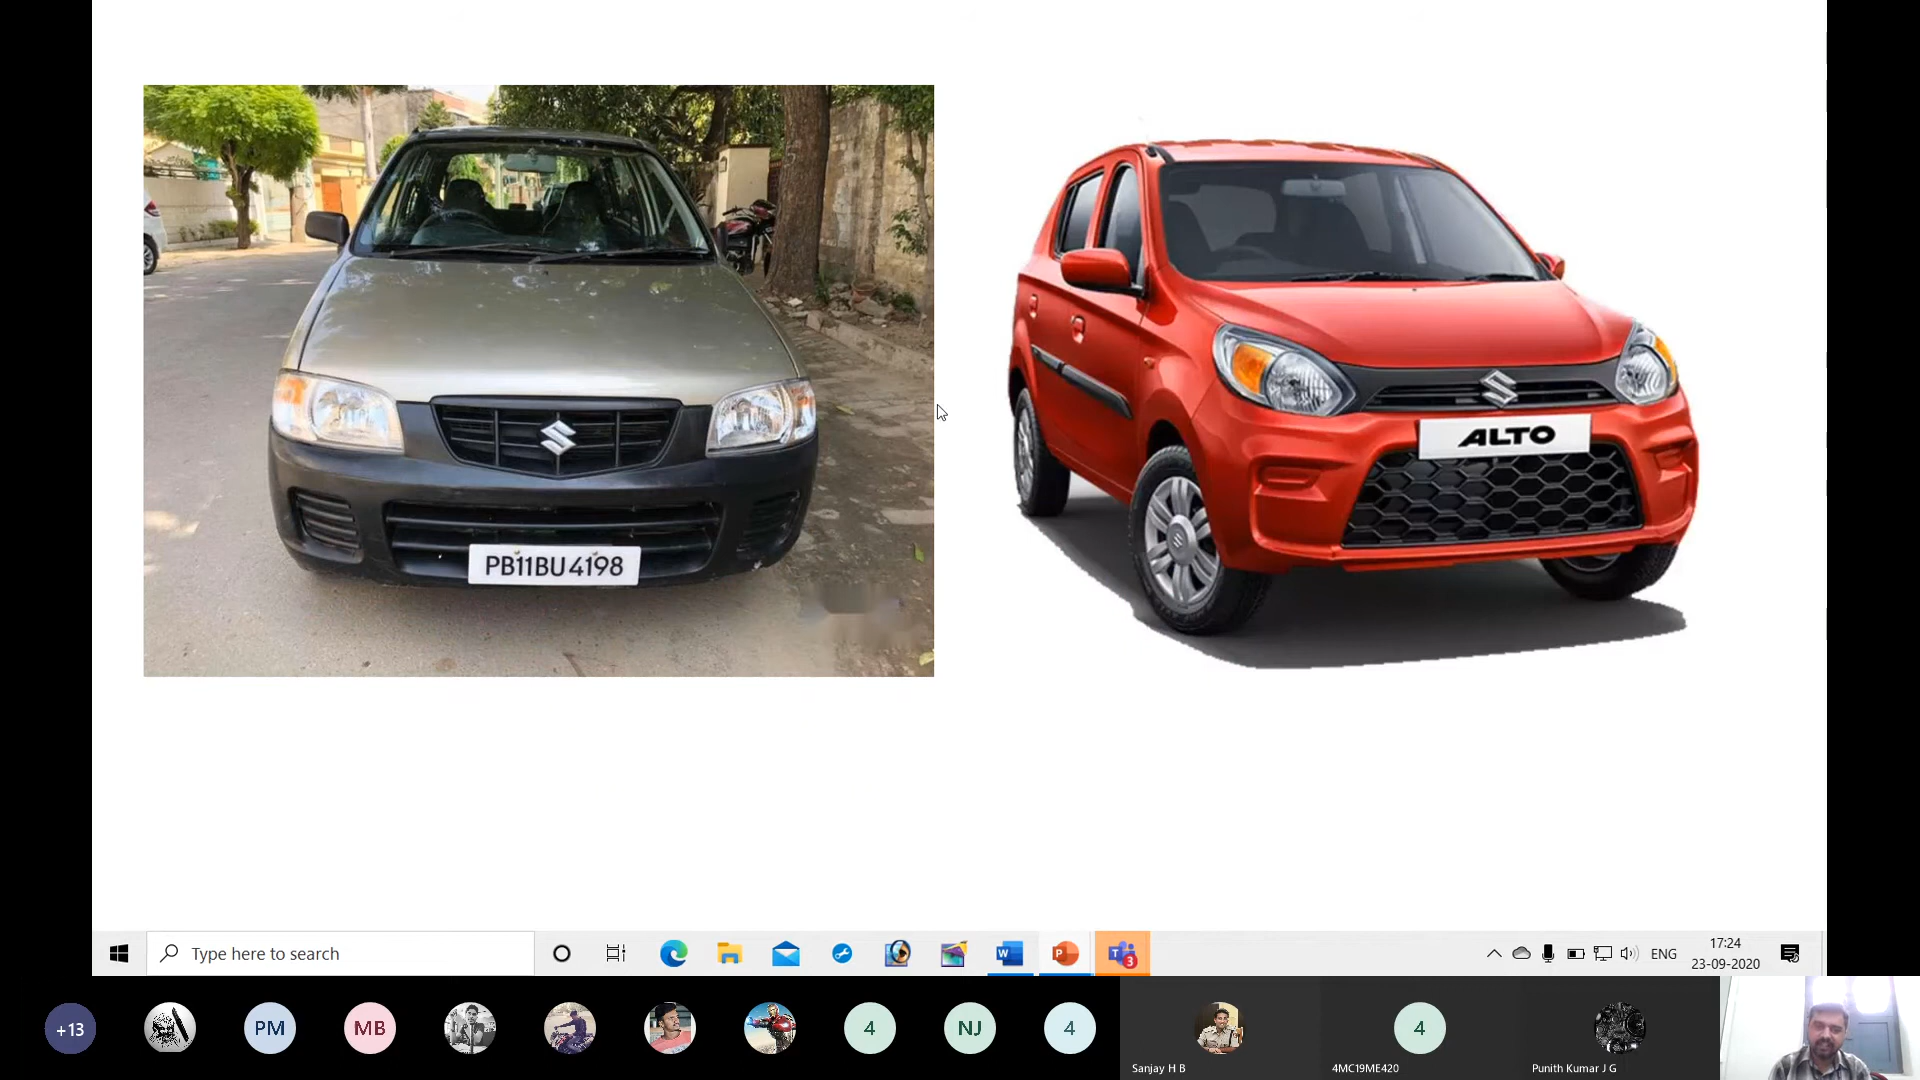 PB11BU4198
ALTO
Type here to search
W
P
T
3
ENG
17:24
23-09-2020
+13
PM
MB
4
NJ
4
4
Sanjay H B
4MC19ME420
Punith Kumar J G